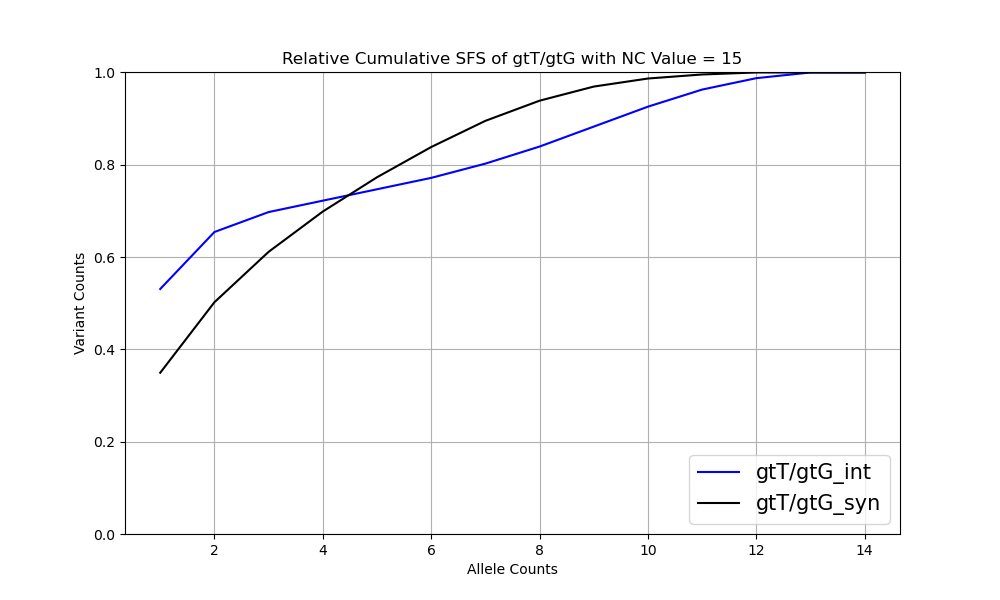 Relative Cumulative SFS of gtT/gtG with NC Value = 15
1.0
0.8
0.6
0.4
0.2
0.0
Variant Counts
2 4 6 8 10 12 14
Allele Counts
gtT/gtG_int
gtT/gtG_syn